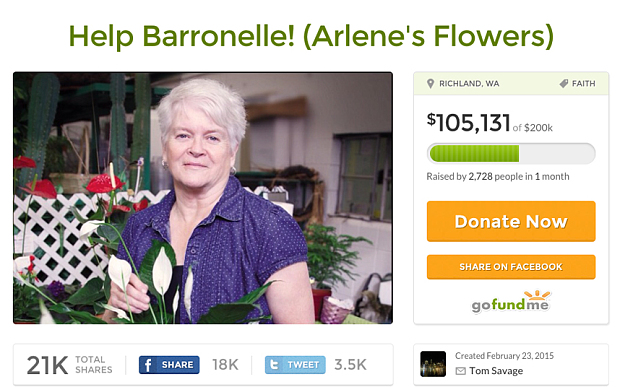 Help Barronelle! (Arlene's Flowers)
RICHLAND, WA
FAITH
$105,131 of $200k
Raised by 2,728 people in 1 month
Donate Now
SHARE ON FACEBOOK
gofundme
21K TOTAL SHARES
f SHARE 18K
TWEET 3.5K
Created February 23, 2015
Tom Savage